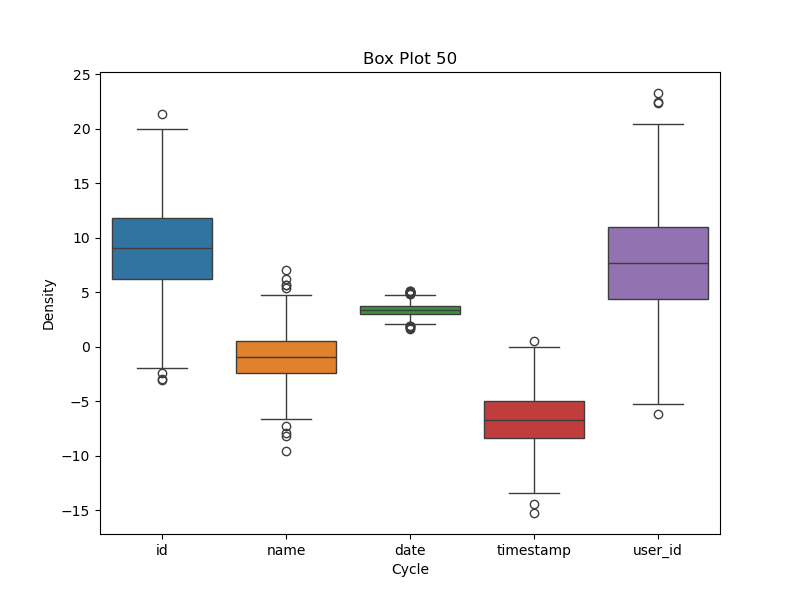 Box Plot 50
Density
25
20
15
10
5
0
−5
−10
−15
id
name
date
timestamp
user_id
Cycle